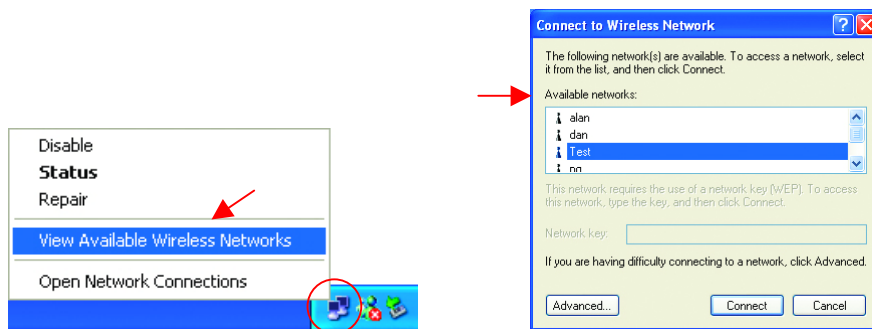 Disable
Status
Repair
View Available Wireless Networks
Open Network Connections
Connect to Wireless Network
The following network(s) are available. To access a network, select
it from the list, and then click Connect.
Available networks:
alan
dan
Test
ng
This network requires the use of a network key (WEP). To access
this network, type the key, and then click Connect.
Network key:
If you are having difficulty connecting to a network, click Advanced.
Advanced...
Connect
Cancel